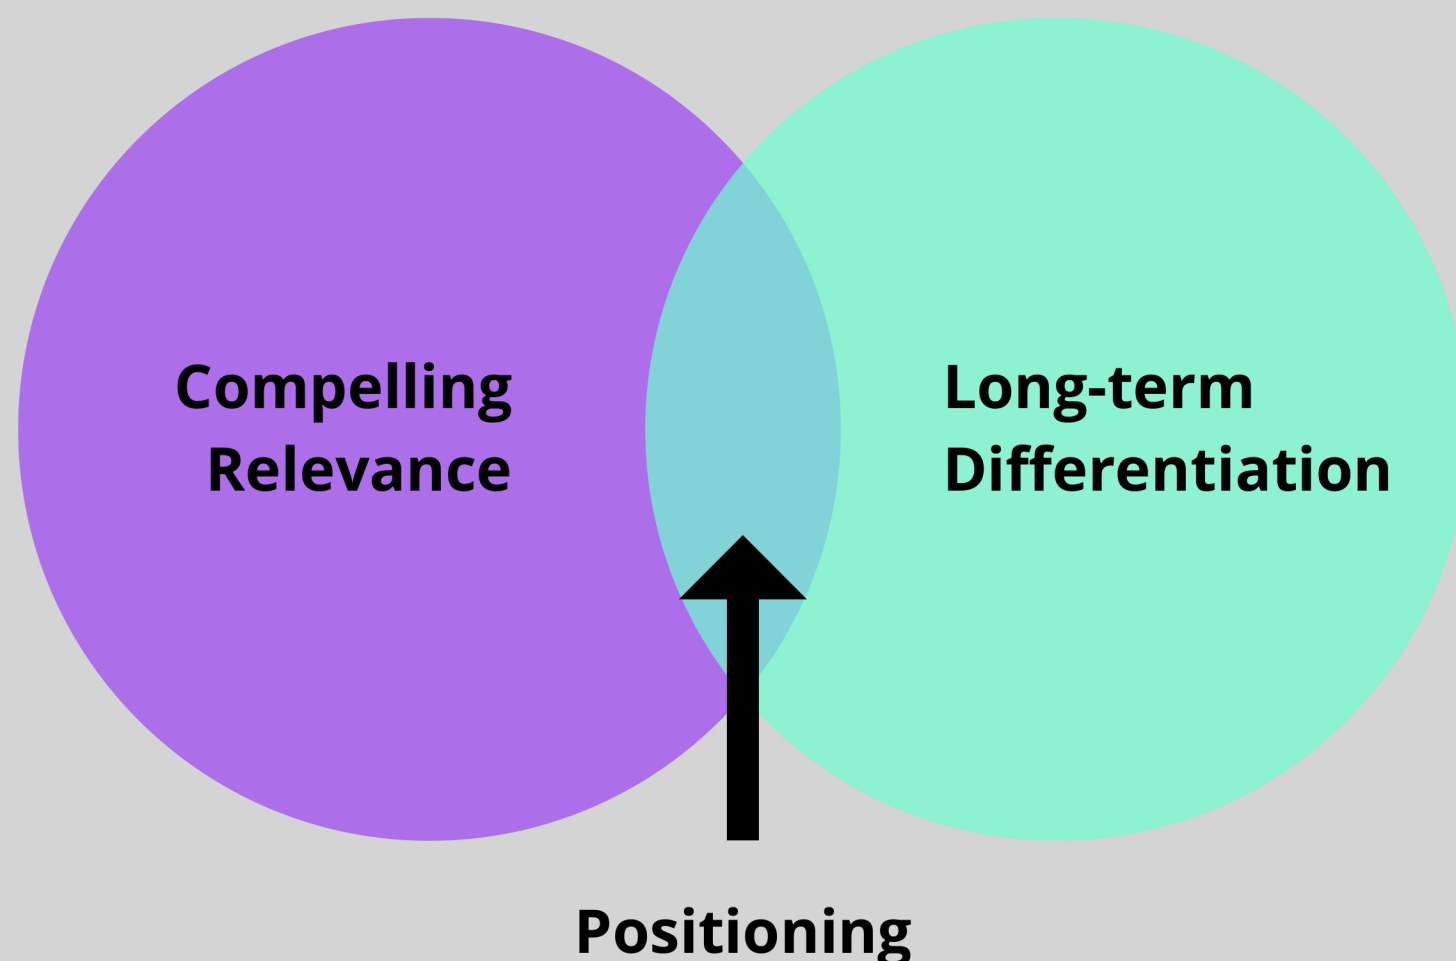 Compelling
Relevance
Long-term
Differentiation
Positioning